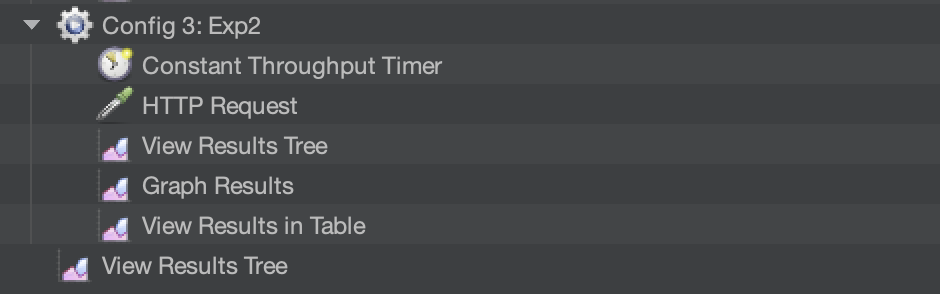 Config 3: Exp2
Constant Throughput Timer
HTTP Request
View Results Tree
Graph Results
View Results in Table
View Results Tree